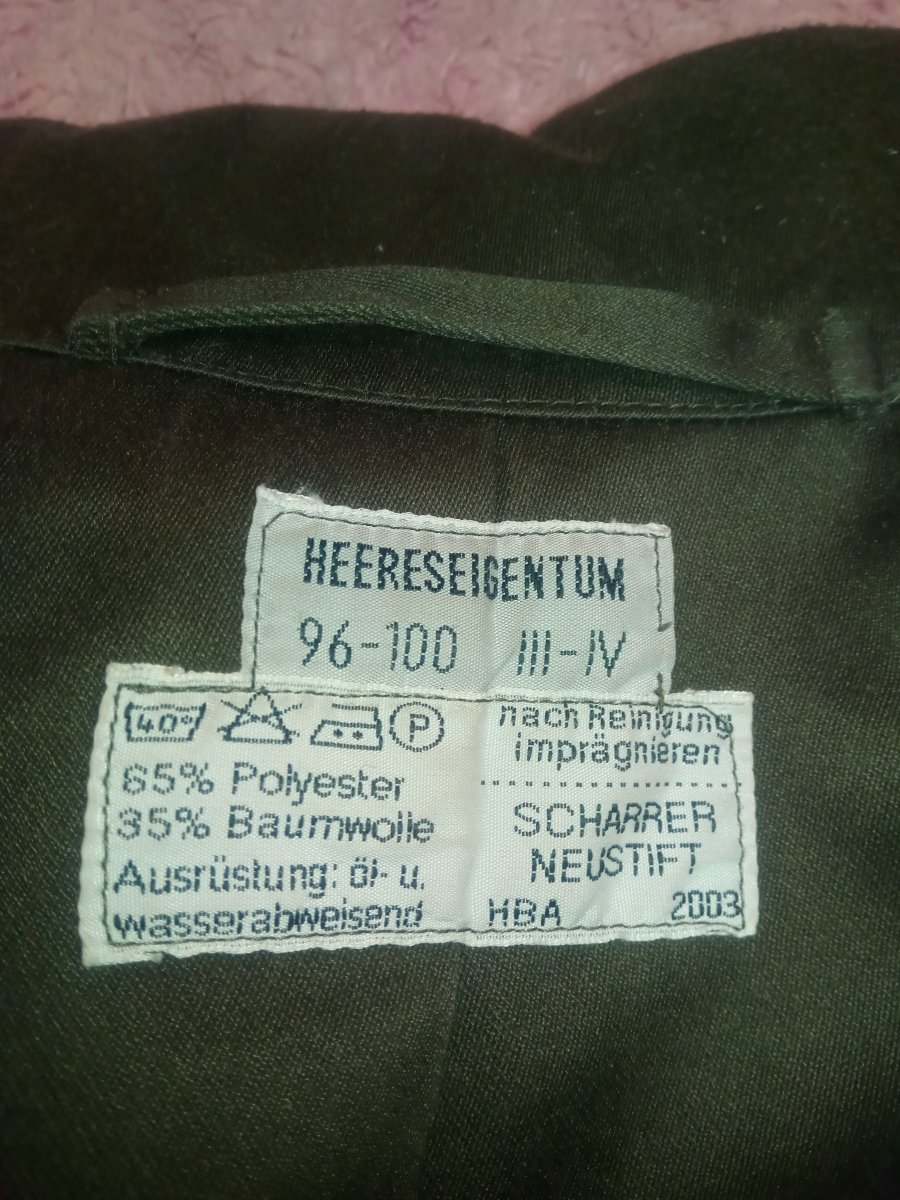 HEERESEIGENTUM
96-100 III-IV
40°
P
65% Polyester
35% Baumwolle
Ausrüstung: öl- u.
wasserabweisend
nach Reinigung
imprägnieren
SCHARRER
NEUSTIFT
HBA 2003